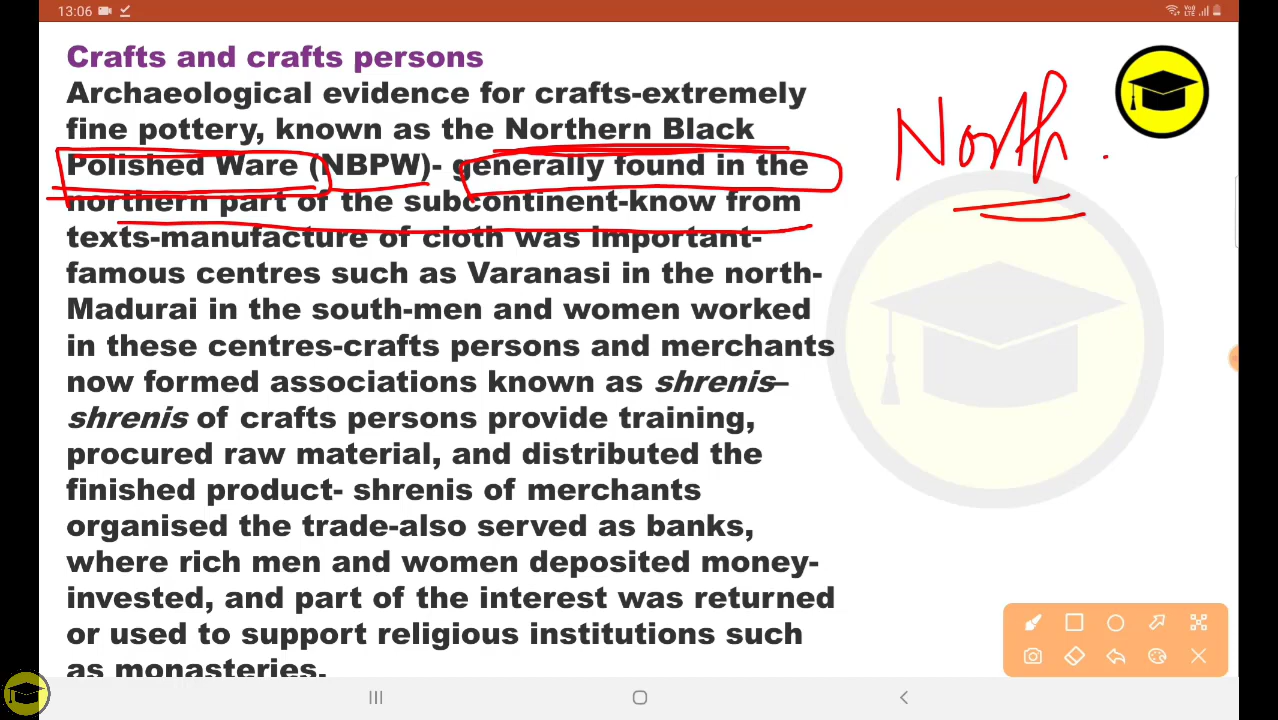 13:06
Crafts and crafts persons
Archaeological evidence for crafts-extremely
fine pottery, known as the Northern Black
Polished Ware (NBPW)- generally found in the
northern part of the subcontinent-know from
texts-manufacture of cloth was important-
famous centres such as Varanasi in the north-
Madurai in the south-men and women worked
in these centres-crafts persons and merchants
now formed associations known as shrenis–
shrenis of crafts persons provide training,
procured raw material, and distributed the
finished product- shrenis of merchants
organised the trade-also served as banks,
where rich men and women deposited money-
invested, and part of the interest was returned
or used to support religious institutions such
as monasteries.
North